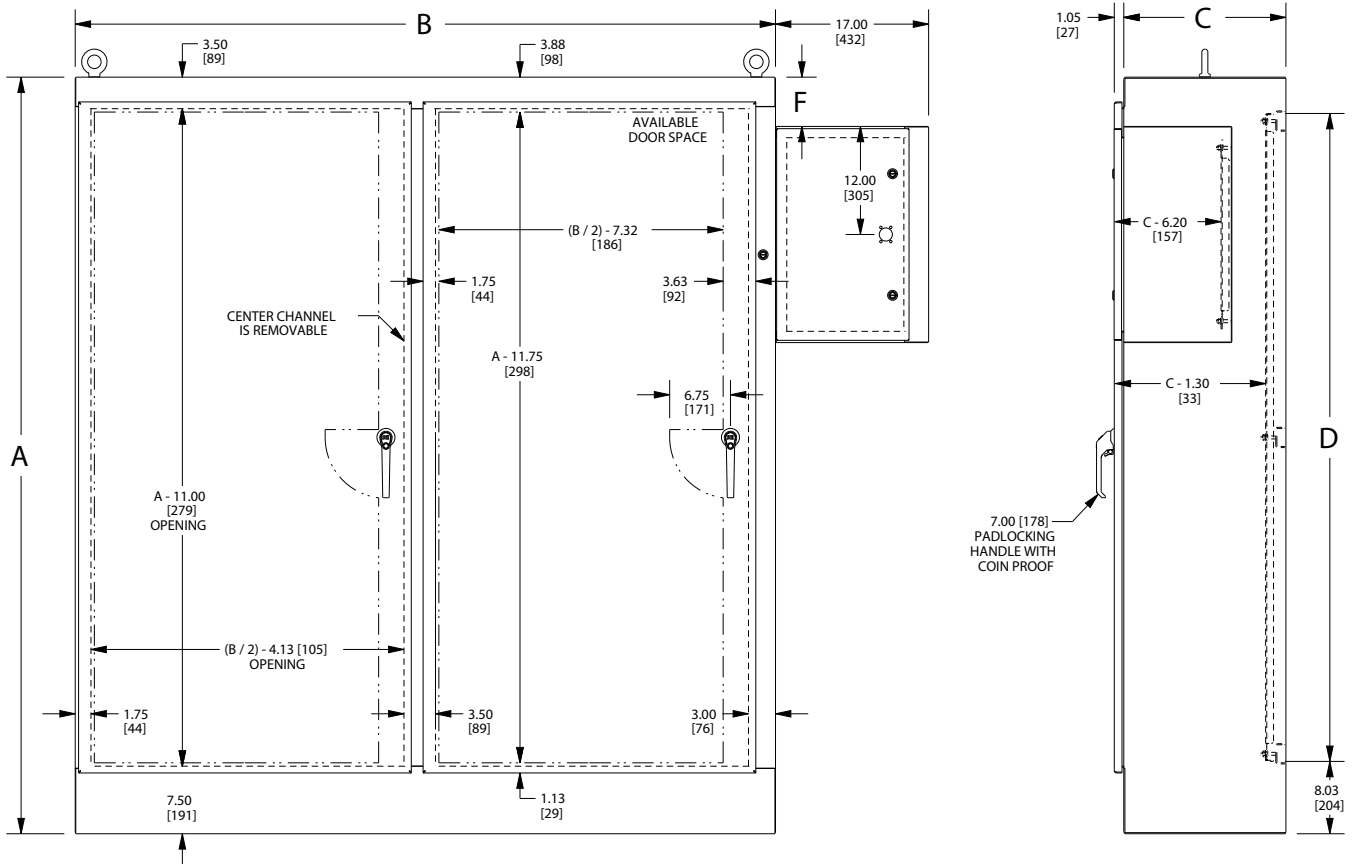 B
17.00
[432]
3.50
[89]
3.88
[98]
F
AVAILABLE
DOOR SPACE
12.00
[305]
(B / 2) - 7.32
[186]
1.75
[44]
3.63
[92]
CENTER CHANNEL
IS REMOVABLE
A - 11.75
[298]
6.75
[171]
A
A - 11.00
[279]
OPENING
(B / 2) - 4.13 [105]
OPENING
1.75
[44]
3.50
[89]
3.00
[76]
7.50
[191]
1.13
[29]
1.05
[27]
C
C - 6.20
[157]
C - 1.30
[33]
D
7.00 [178]
PADLOCKING
HANDLE WITH
COIN PROOF
8.03
[204]